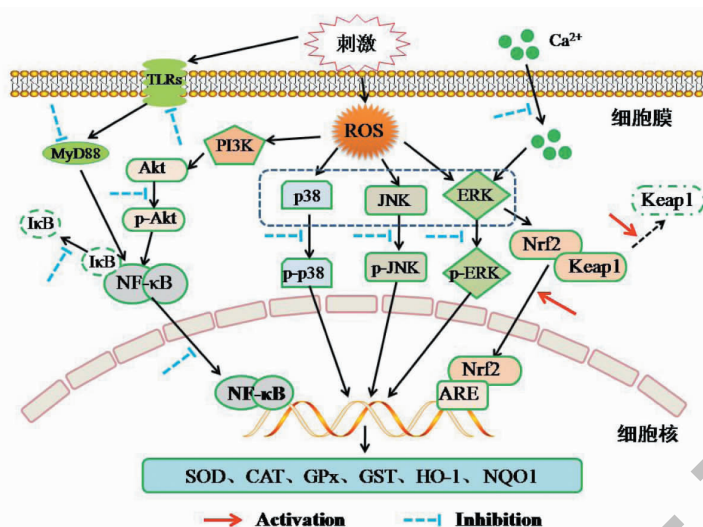 刺激
Ca²⁺
TLRs
细胞膜
MyD88
PI3K
ROS
Akt
p38
JNK
ERK
Keap1
IκB
p-Akt
IκB
NF-κB
Nrf2
Keap1
p-p38
p-JNK
p-ERK
Nrf2
NF-κB
ARE
细胞核
SOD、CAT、GPx、GST、HO-1、NQO1
Activation
Inhibition